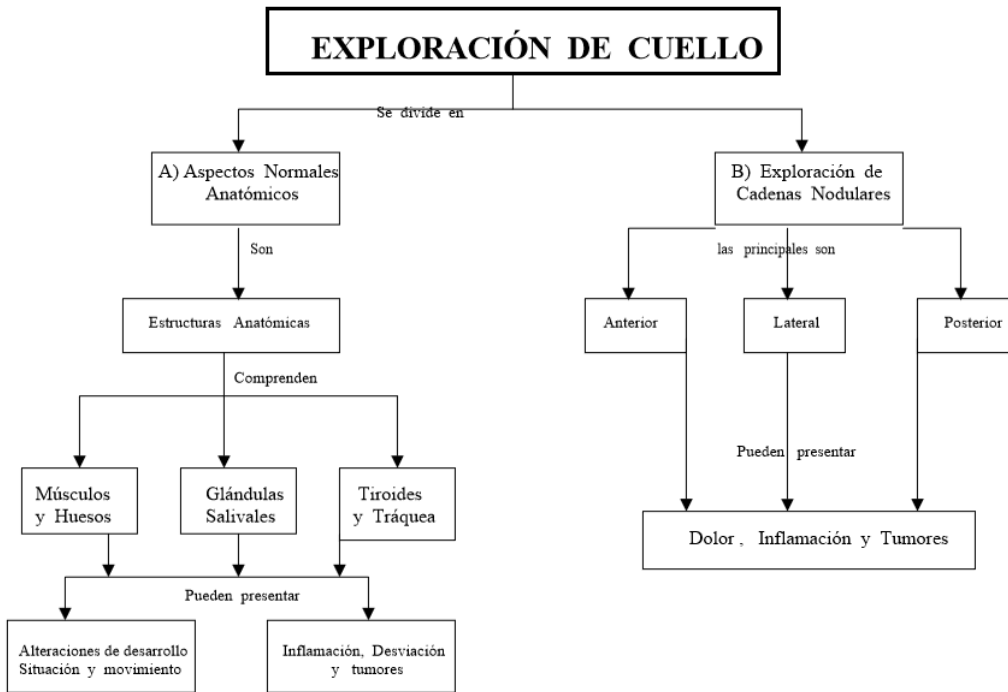 EXPLORACIÓN DE CUELLO
Se divide en
A) Aspectos Normales
Anatómicos
B) Exploración de
Cadenas Nodulares
Son
las principales son
Estructuras Anatómicas
Anterior
Lateral
Posterior
Comprenden
Músculos
y Huesos
Glándulas
Salivales
Tiroides
y Tráquea
Pueden presentar
Dolor , Inflamación y Tumores
Pueden presentar
Alteraciones de desarrollo
Situación y movimiento
Inflamación, Desviación
y tumores